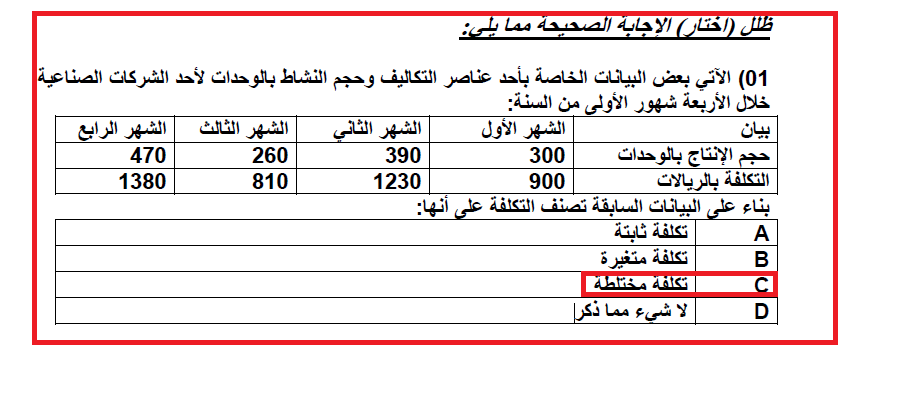 ظلل (اختار) الإجابة الصحيحة مما يلي:
01) الآتي بعض البيانات الخاصة بأحد عناصر التكاليف وحجم النشاط بالوحدات لأحد الشركات الصناعية
خلال الأربعة شهور الأولى من السنة:
بيان الشهر الأول الشهر الثاني الشهر الثالث الشهر الرابع
حجم الإنتاج بالوحدات 300 390 260 470
التكلفة بالريالات 900 1230 810 1380
بناء على البيانات السابقة تصنف التكلفة على أنها:
A تكلفة ثابتة
B تكلفة متغيرة
C تكلفة مختلطة
D لا شيء مما ذكر